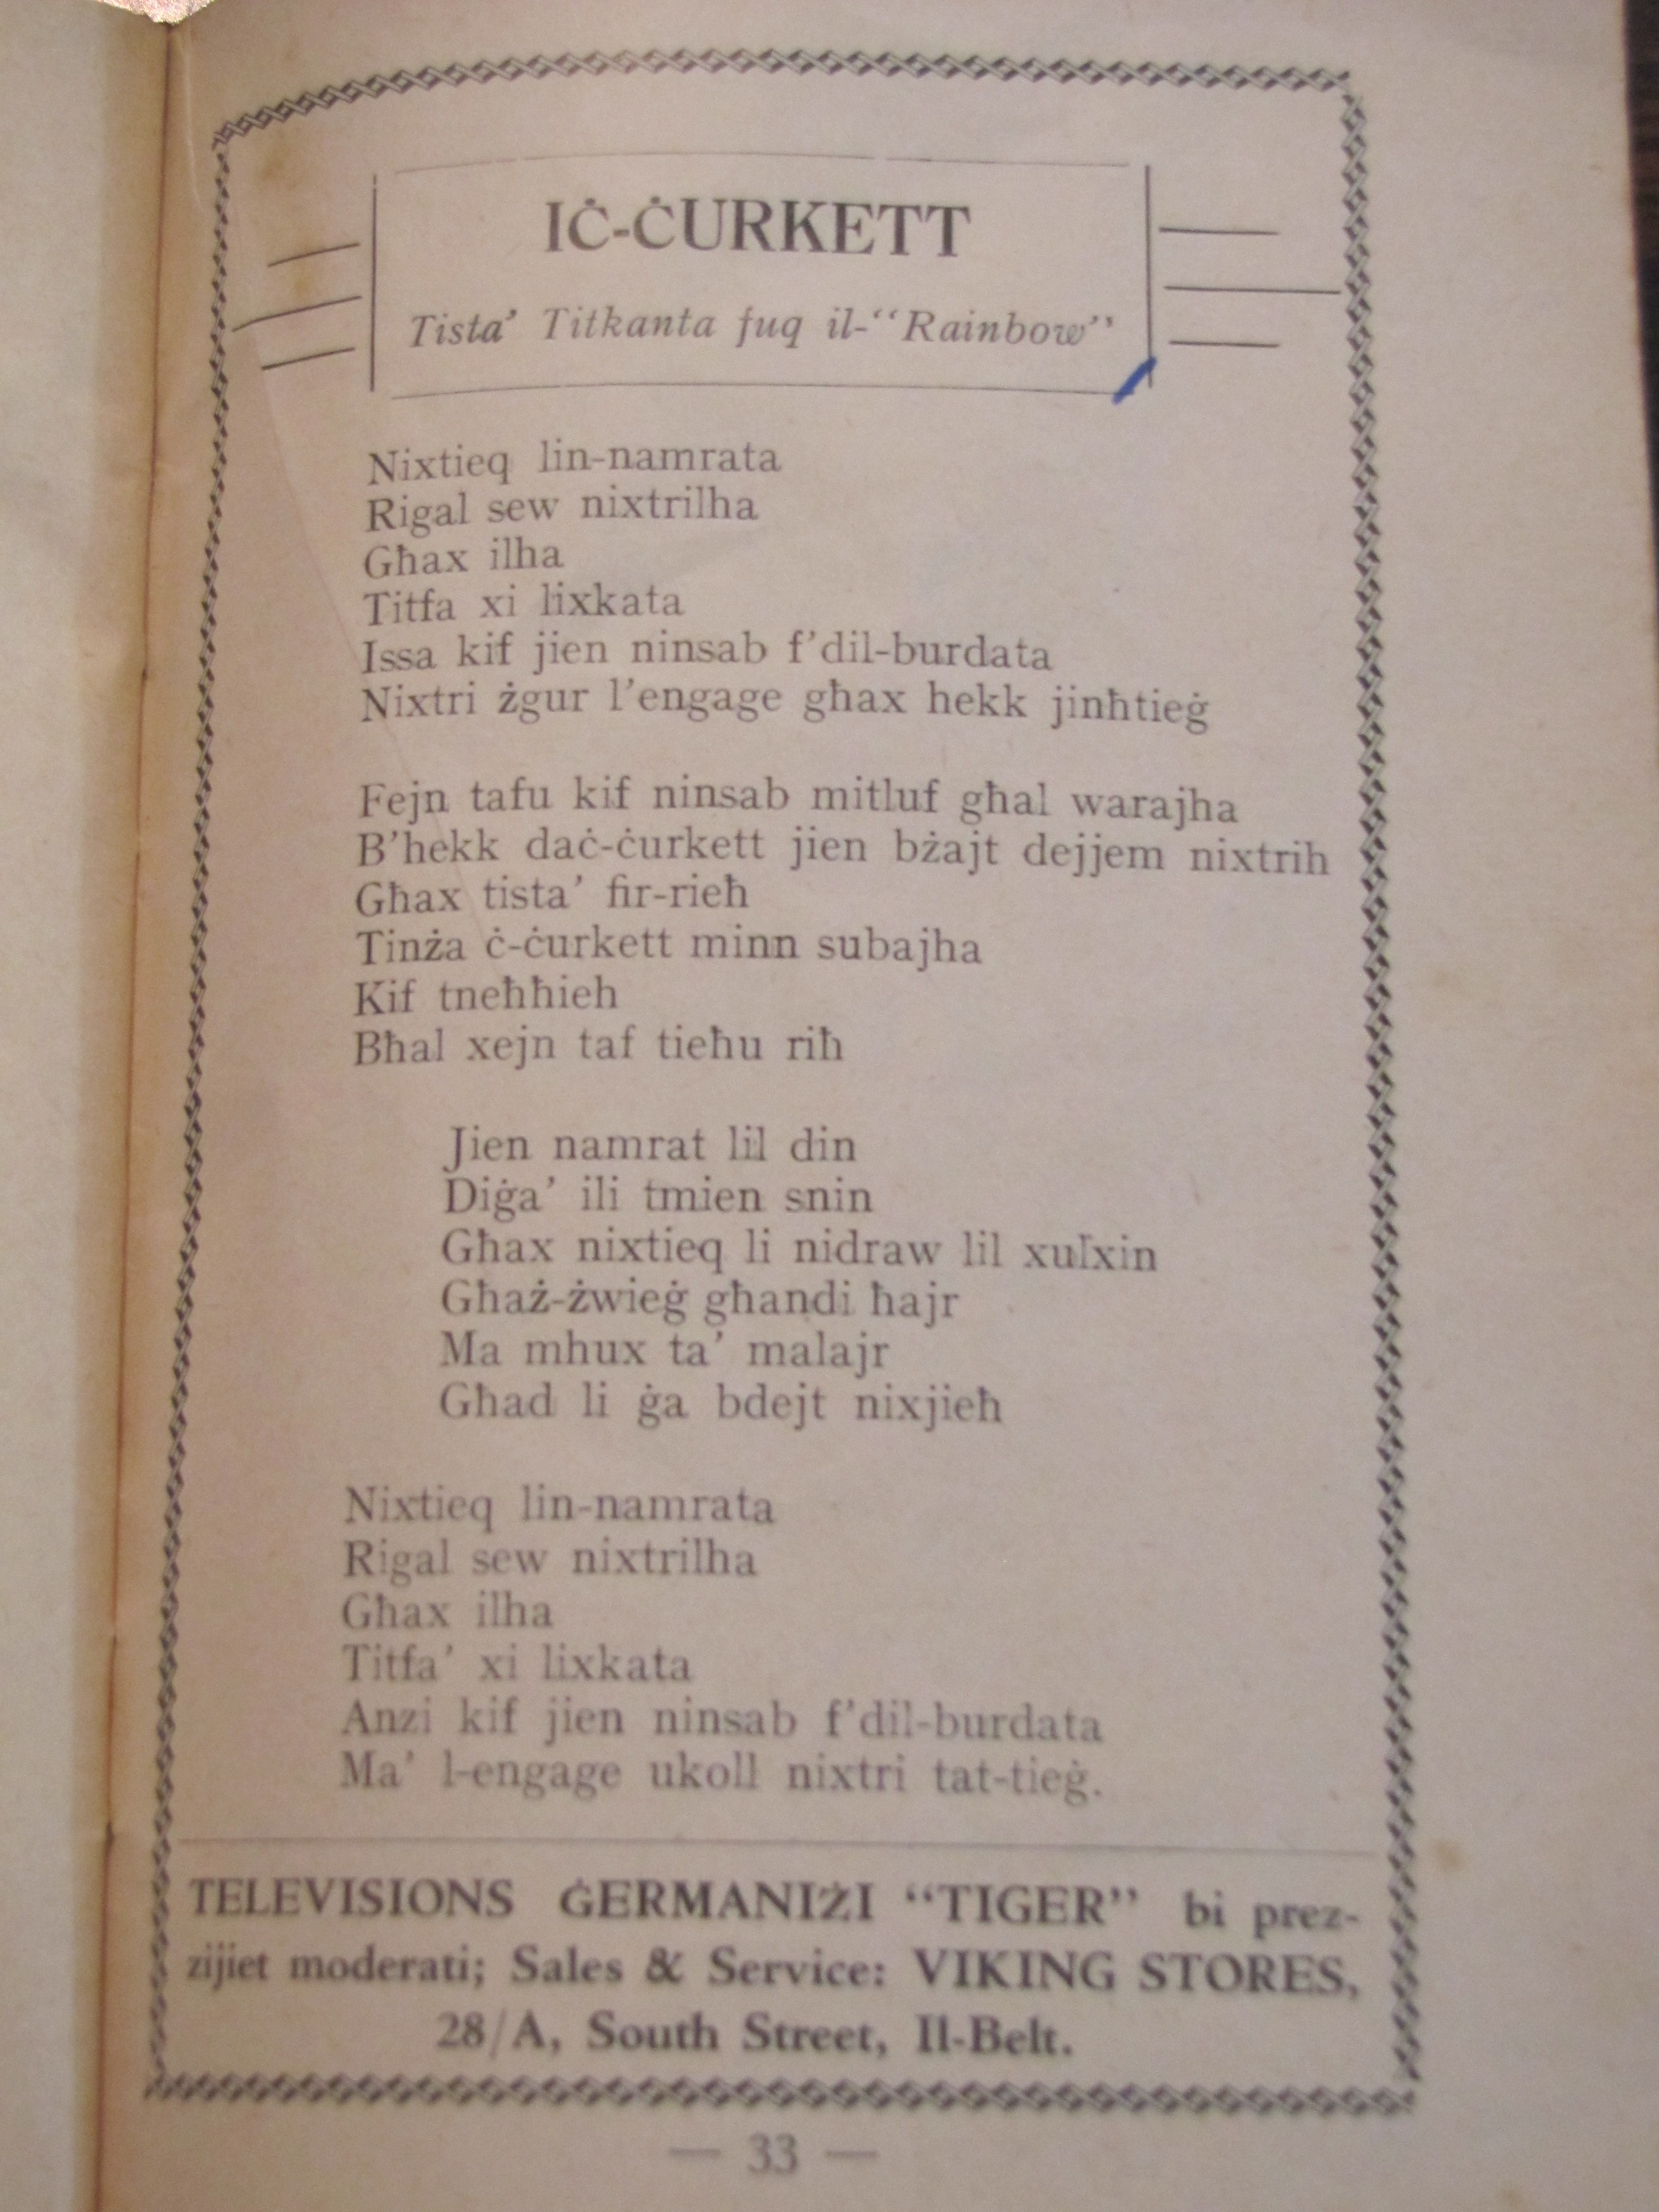 IĊ-ĊURKETT
Tista' Titkanta fuq il-“Rainbow”
Nixtieq lin-namrata
Rigal sew nixtrilha
Għax ilha
Titfa xi lixkata
Issa kif jien ninsab f'dil-burdata
Nixtri żgur l'engage għax hekk jinħtieġ
Fejn tafu kif ninsab mitluf għal warajha
B'hekk daċ-ċurkett jien bżajt dejjem nixtrih
Għax tista' fir-rieħ
Tinża ċ-ċurkett minn subajha
Kif tneħħieh
Bħal xejn taf tieħu riħ
Jien namrat lil din
Diġa' ili tmien snin
Għax nixtieq li nidraw lil xulxin
Għaż-żwieġ għandi ħajr
Ma mhux ta' malajr
Għad li ġa bdejt nixjieħ
Nixtieq lin-namrata
Rigal sew nixtrilha
Għax ilha
Titfa' xi lixkata
Anzi kif jien ninsab f'dil-burdata
Ma' l-engage ukoll nixtri tat-tieġ.
TELEVISIONS ĠERMANIŻI “TIGER” bi prez-
zijiet moderati; Sales & Service: VIKING STORES,
28/A, South Street, Il-Belt.
— 33 —